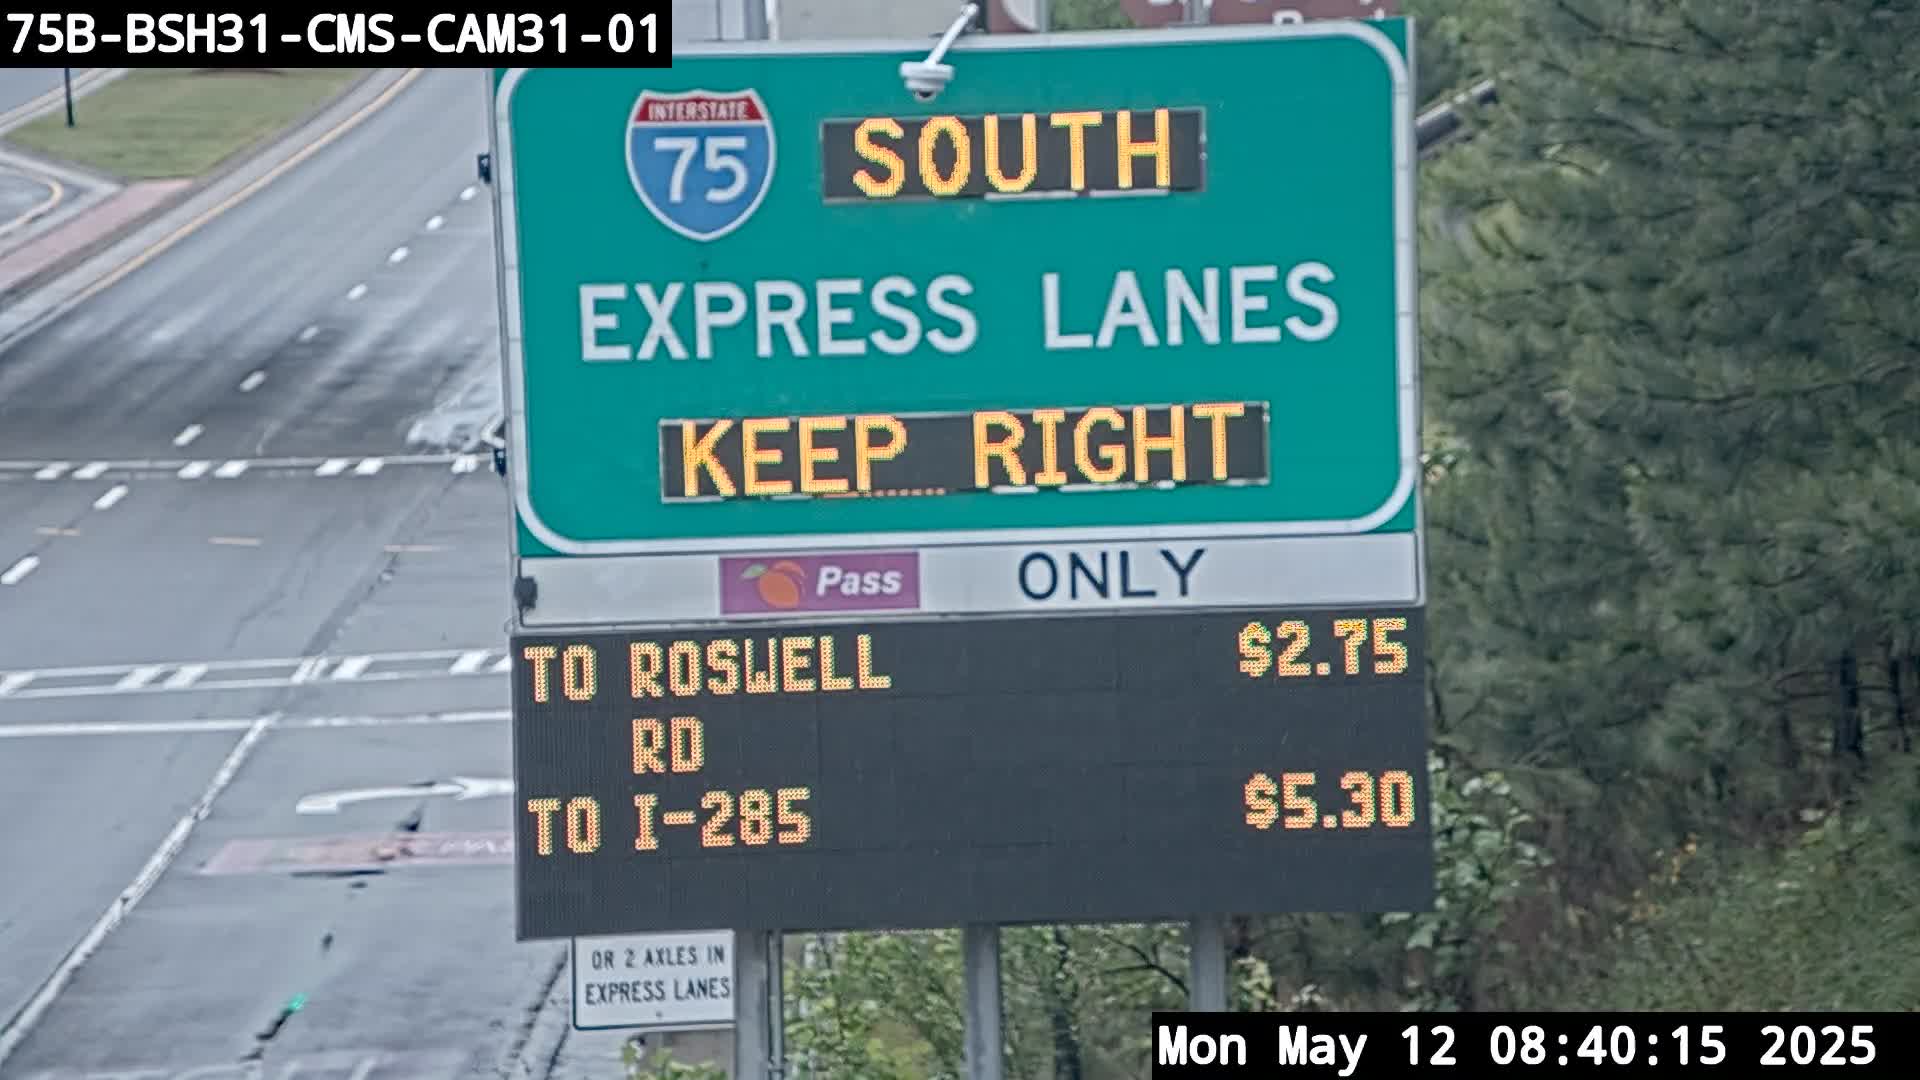 75B-BSH31-CMS-CAM31-01
INTERSTATE
75
SOUTH
EXPRESS LANES
KEEP RIGHT
Pass ONLY
TO ROSWELL $2.75
RD
TO I-285 $5.30
OR 2 AXLES IN
EXPRESS LANES
Mon May 12 08:40:15 2025